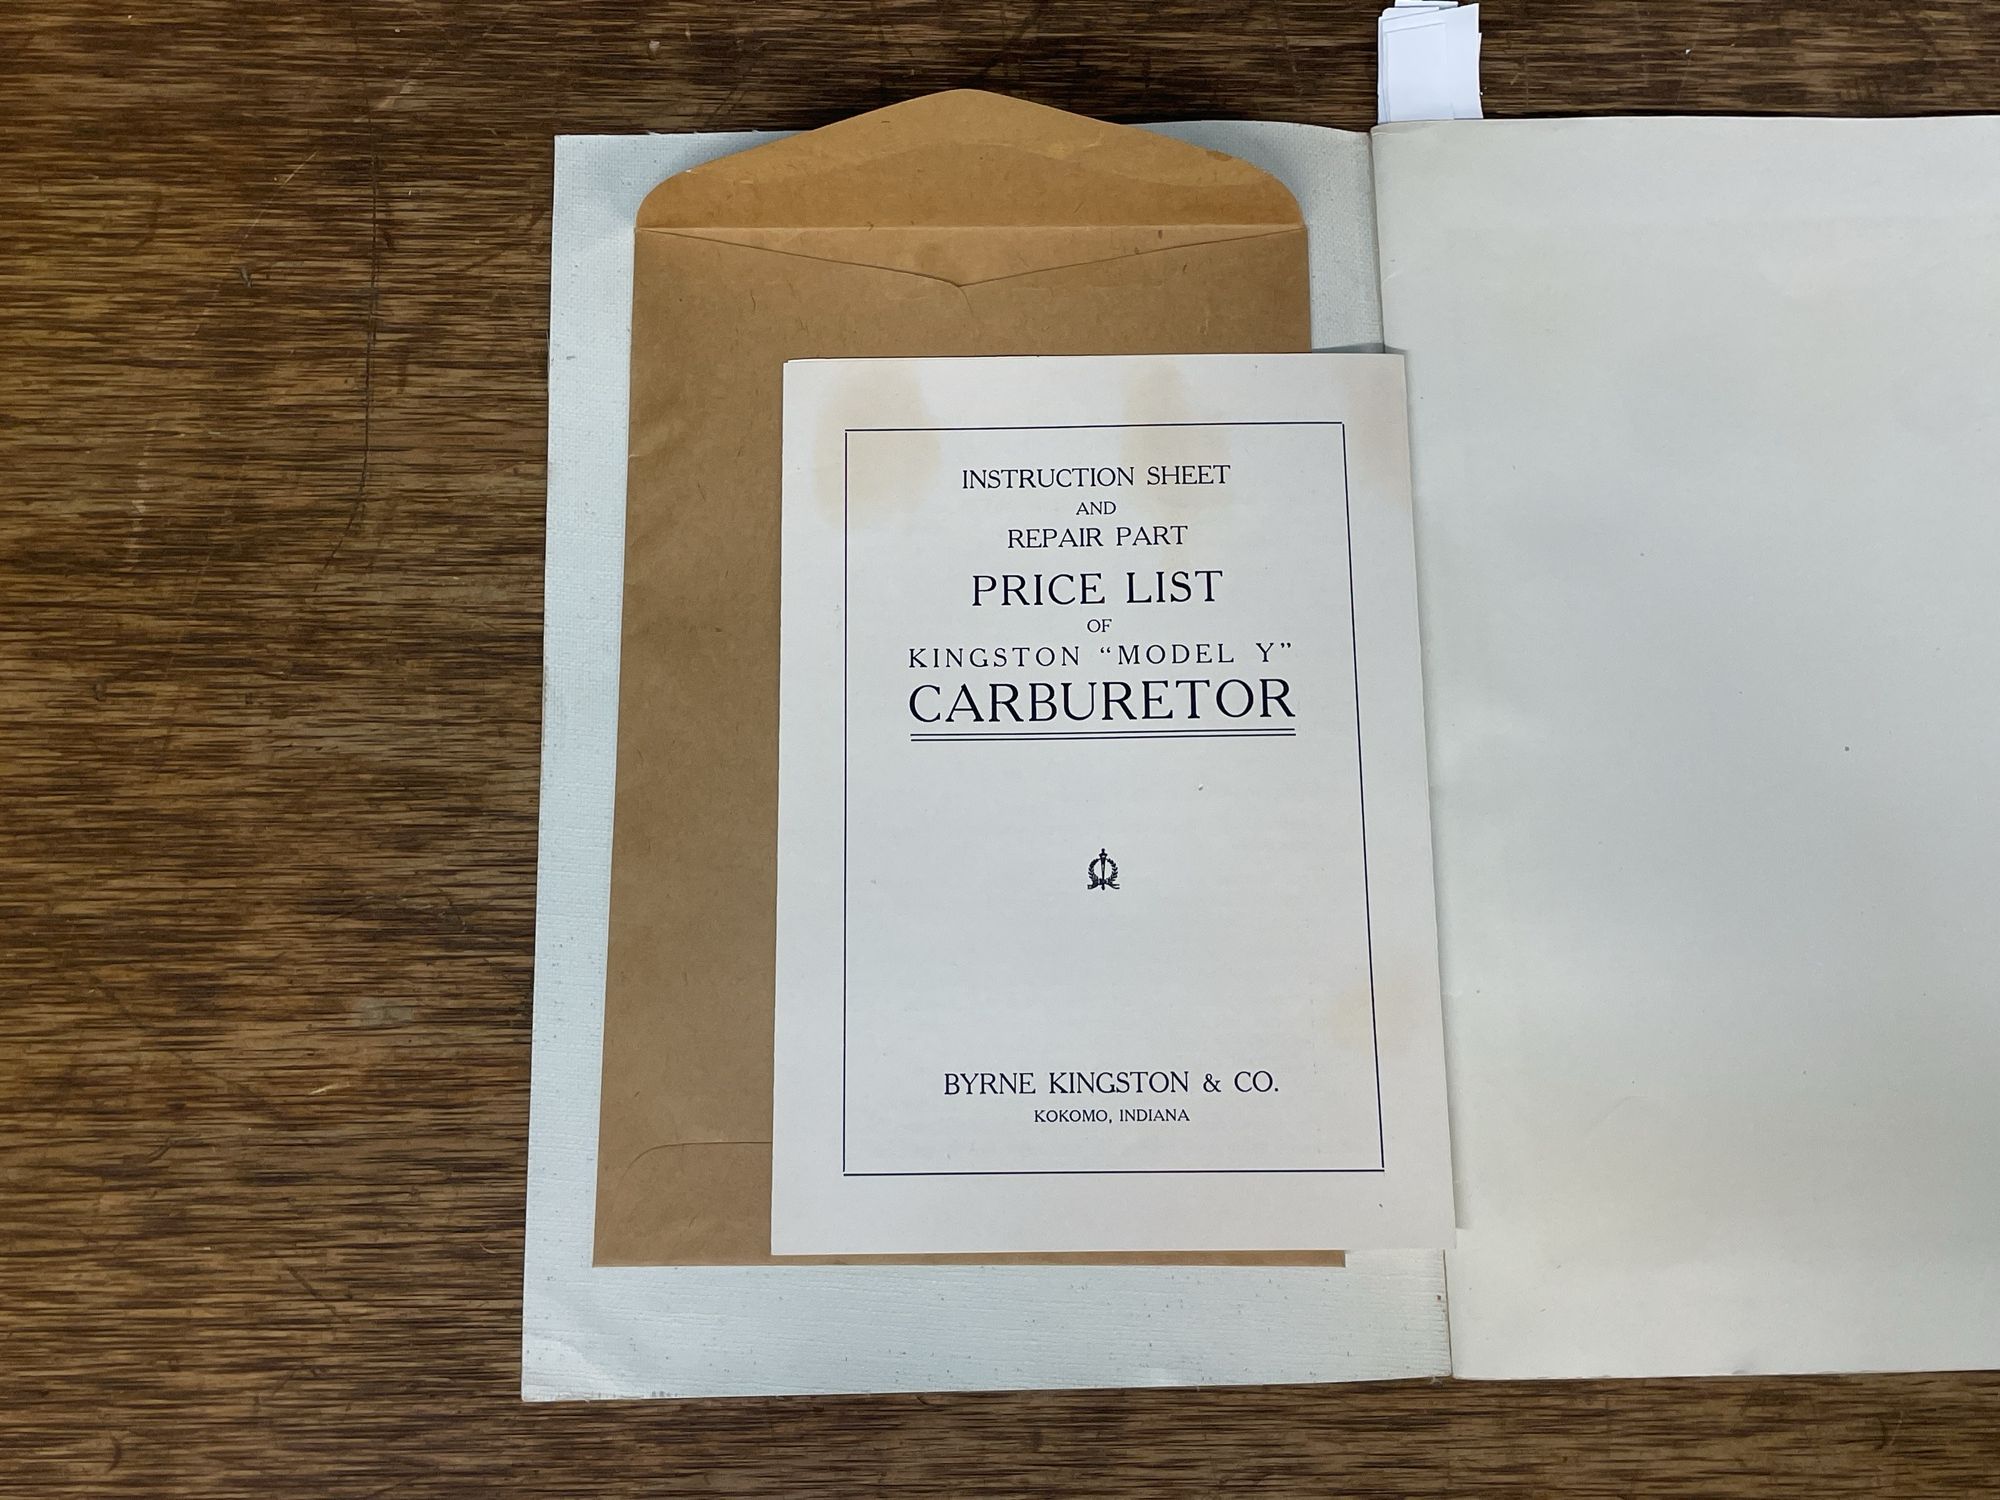 INSTRUCTION SHEET
AND
REPAIR PART
PRICE LIST
OF
KINGSTON "MODEL Y"
CARBURETOR
BYRNE KINGSTON & CO.
KOKOMO, INDIANA